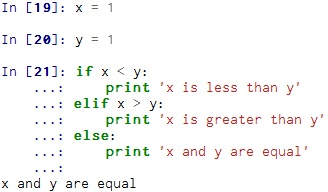 In [19]: x = 1
In [20]: y = 1
In [21]: if x < y:
   ...:     print 'x is less than y'
   ...: elif x > y:
   ...:     print 'x is greater than y'
   ...: else:
   ...:     print 'x and y are equal'
   ...:
x and y are equal